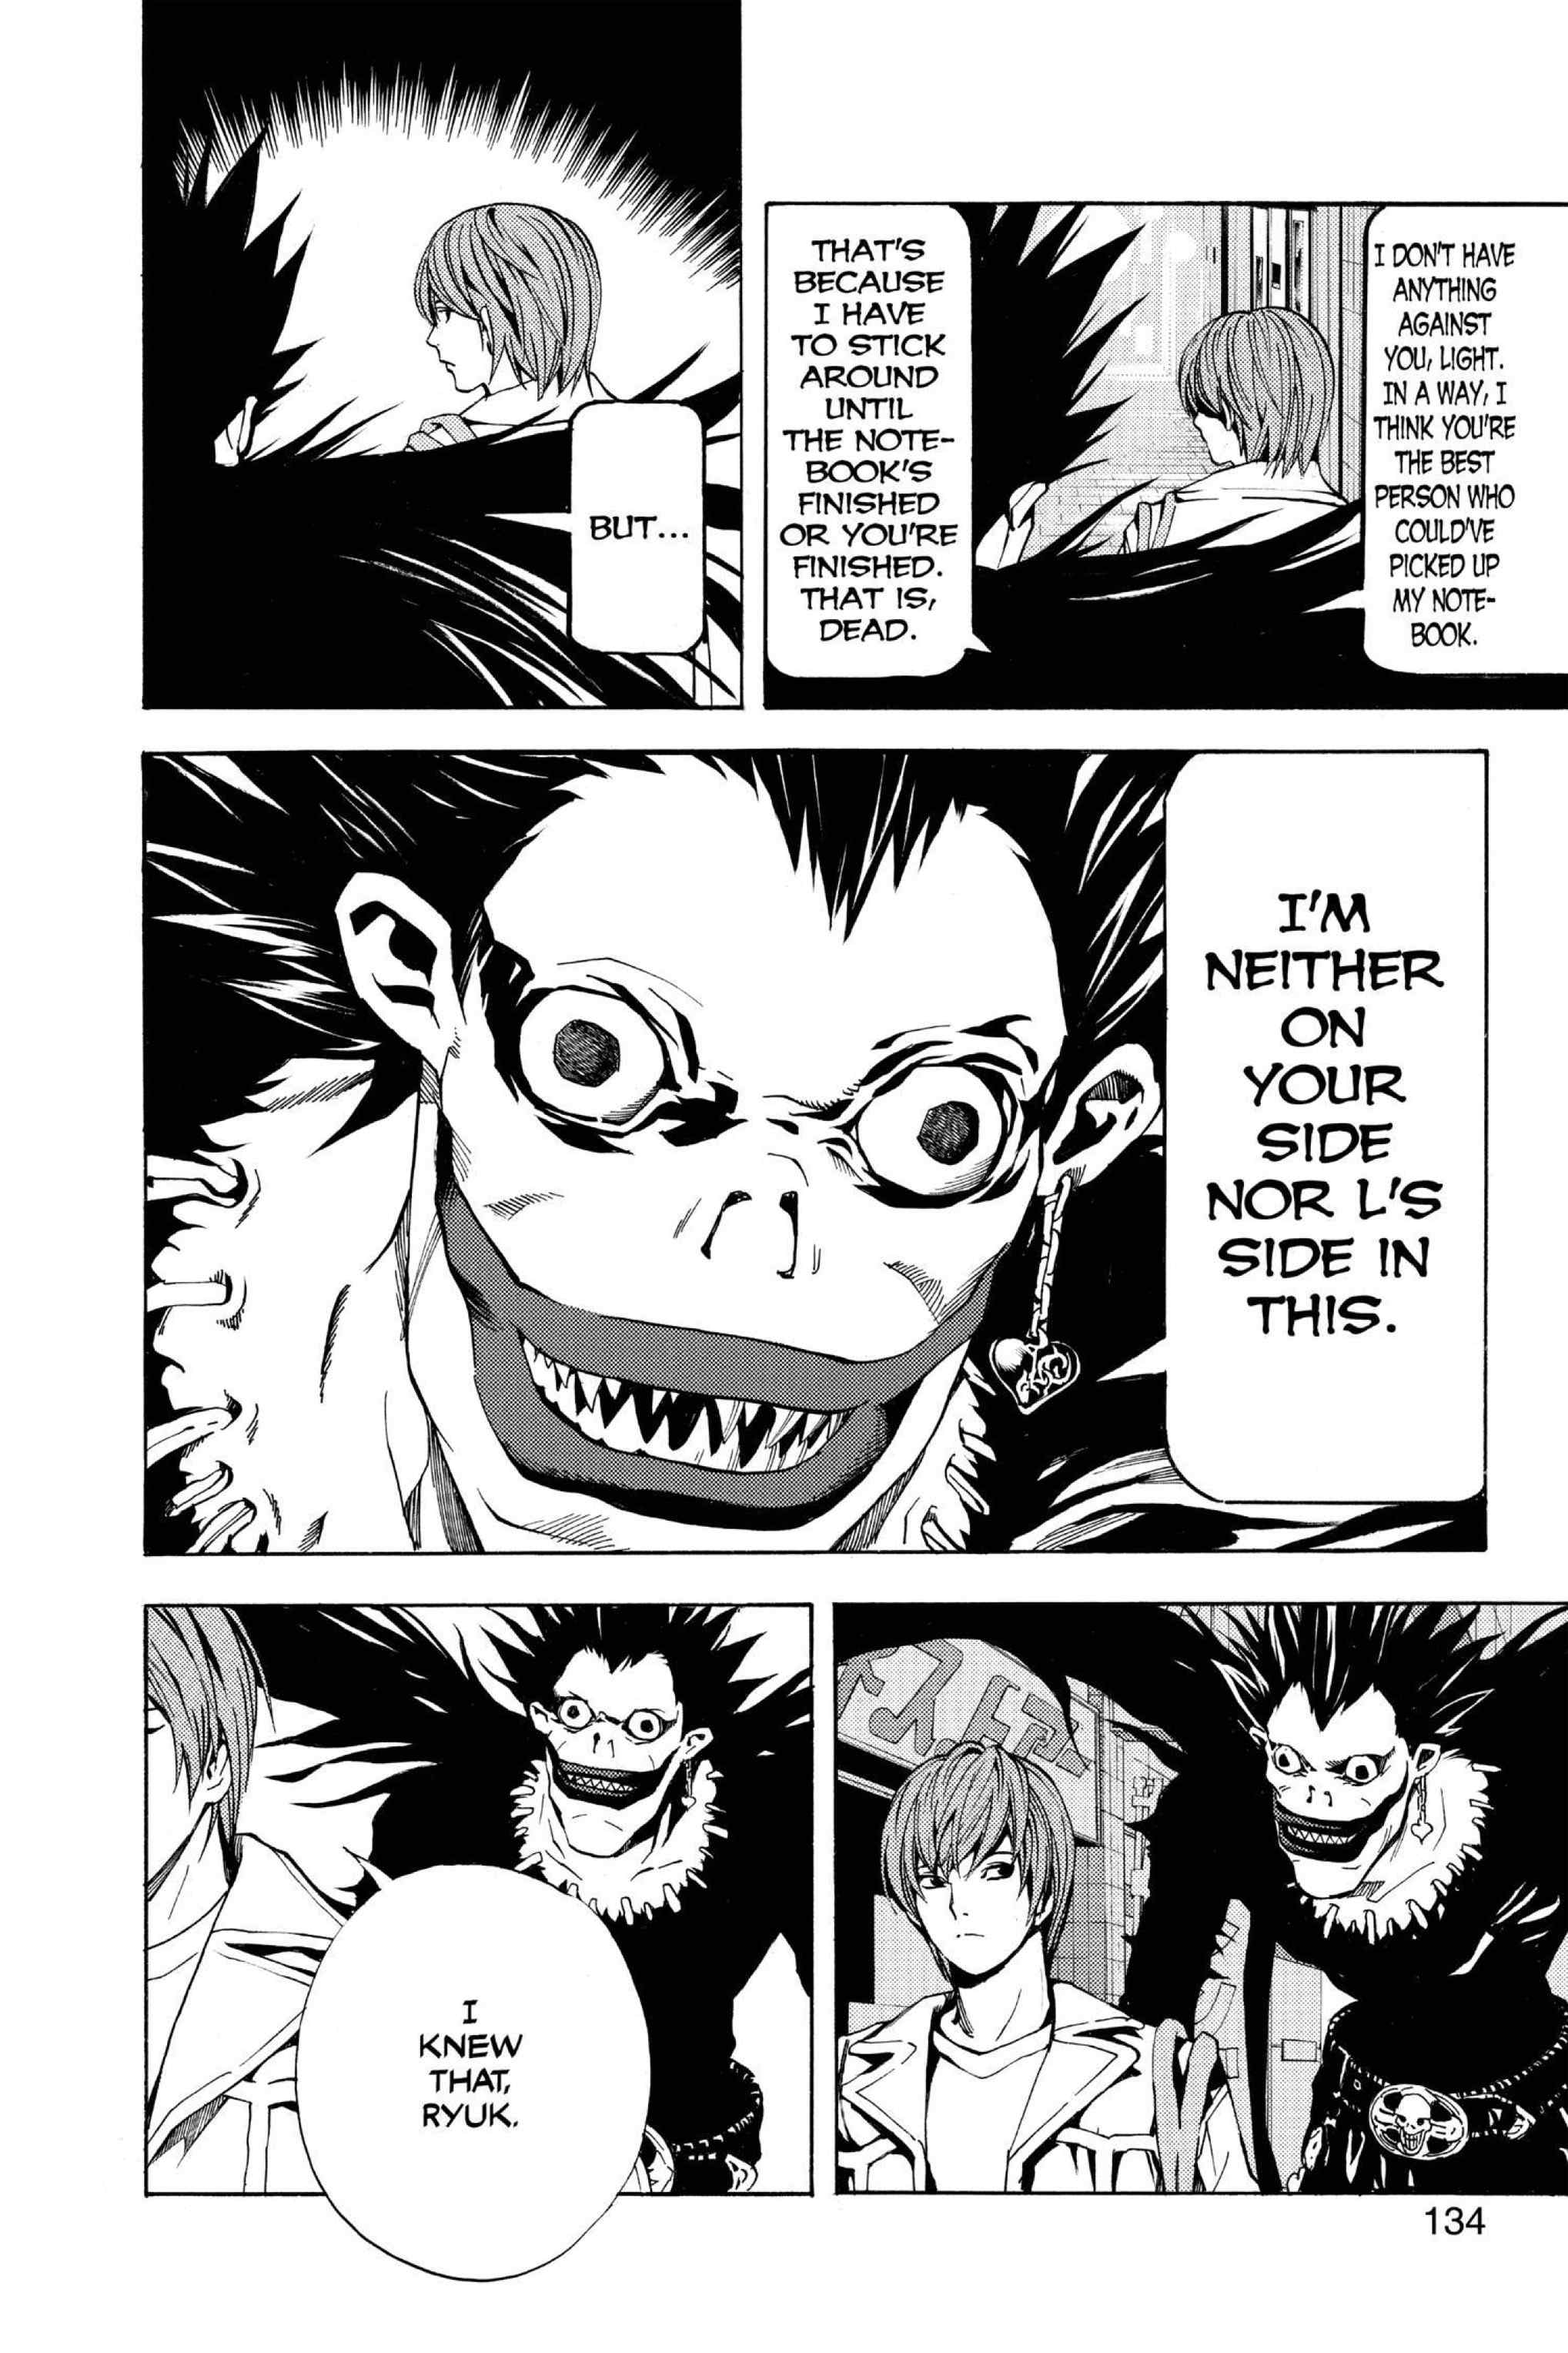 I DON'T HAVE
ANYTHING
AGAINST
YOU, LIGHT.
IN A WAY, I
THINK YOU'RE
THE BEST
PERSON WHO
COULD'VE
PICKED UP
MY NOTE-
BOOK.
THAT'S
BECAUSE
I HAVE
TO STICK
AROUND
UNTIL
THE NOTE-
BOOK'S
FINISHED
OR YOU'RE
FINISHED.
THAT IS,
DEAD.
BUT...
I'M
NEITHER
ON
YOUR
SIDE
NOR L'S
SIDE IN
THIS.
I
KNEW
THAT,
RYUK.
134